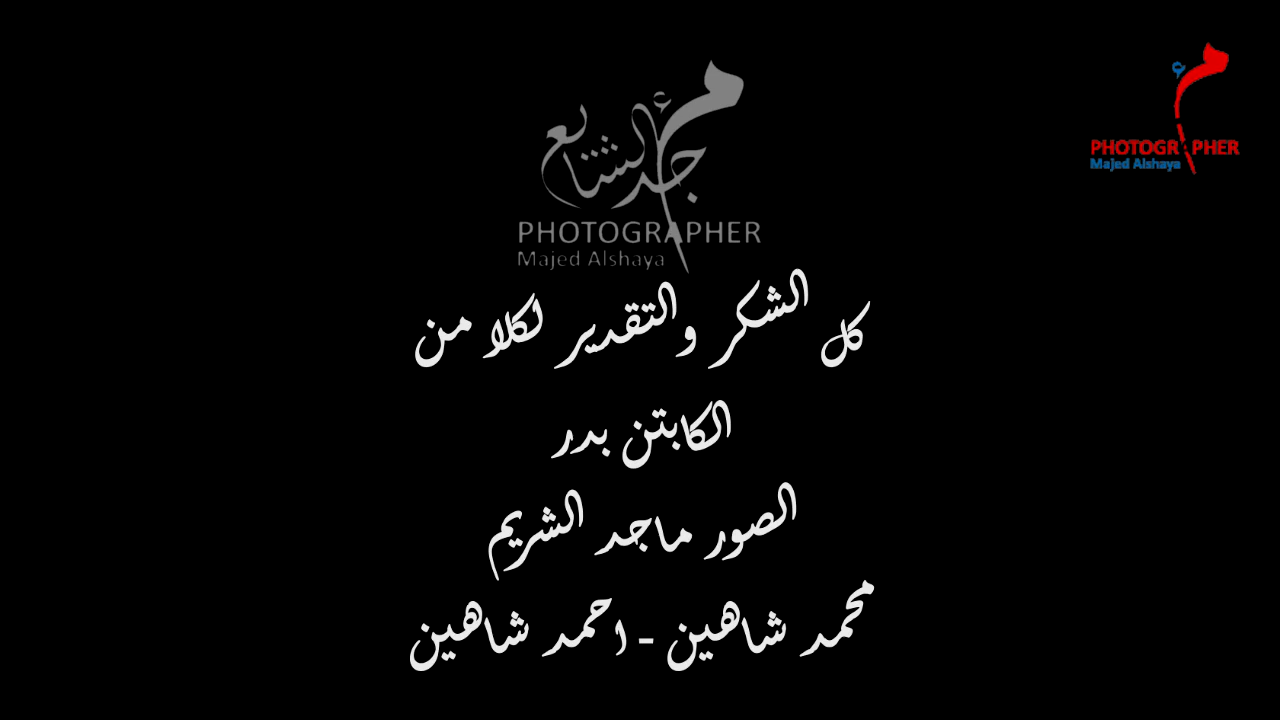 ماجد الشايع
PHOTOGRAPHER
Majed Alshaya
PHOTOGRAPHER
Majed Alshaya
كل الشكر والتقدير لكلا من
الكابتن بدر
الصور ماجد الشريم
محمد شاهين - احمد شاهين